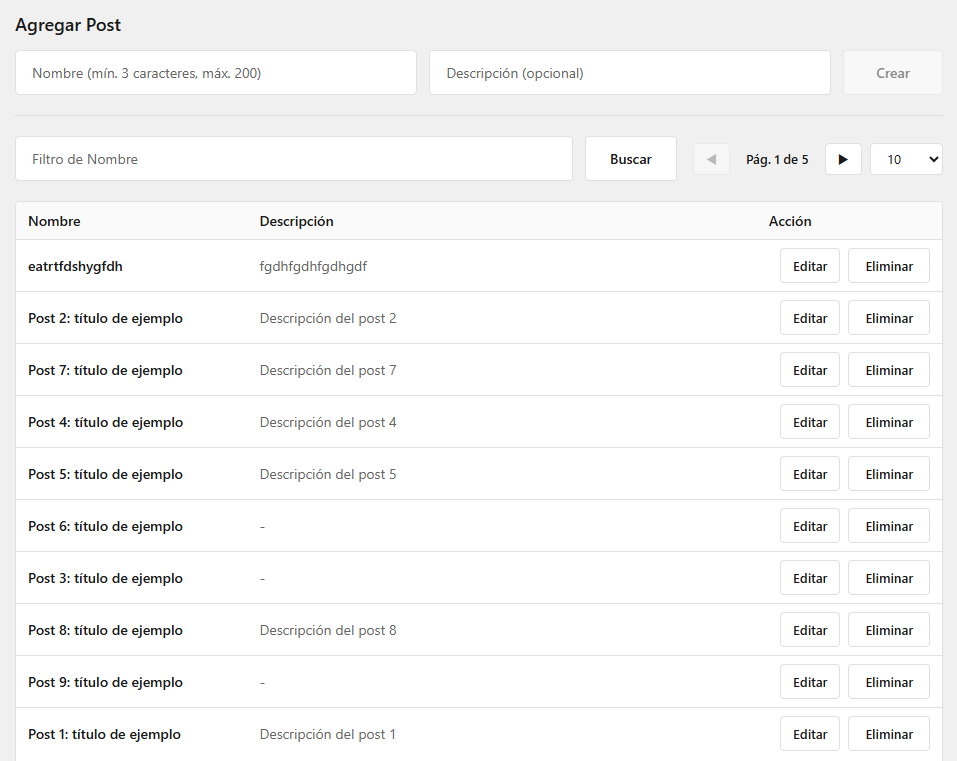 Agregar Post
Nombre (mín. 3 caracteres, máx. 200) Descripción (opcional) Crear
Filtro de Nombre Buscar ◀ Pág. 1 de 5 ▶ 10
Nombre Descripción Acción
eatrtfdshygfdh fgdhfgdhfgdhgdf Editar Eliminar
Post 2: título de ejemplo Descripción del post 2 Editar Eliminar
Post 7: título de ejemplo Descripción del post 7 Editar Eliminar
Post 4: título de ejemplo Descripción del post 4 Editar Eliminar
Post 5: título de ejemplo Descripción del post 5 Editar Eliminar
Post 6: título de ejemplo - Editar Eliminar
Post 3: título de ejemplo - Editar Eliminar
Post 8: título de ejemplo Descripción del post 8 Editar Eliminar
Post 9: título de ejemplo - Editar Eliminar
Post 1: título de ejemplo Descripción del post 1 Editar Eliminar